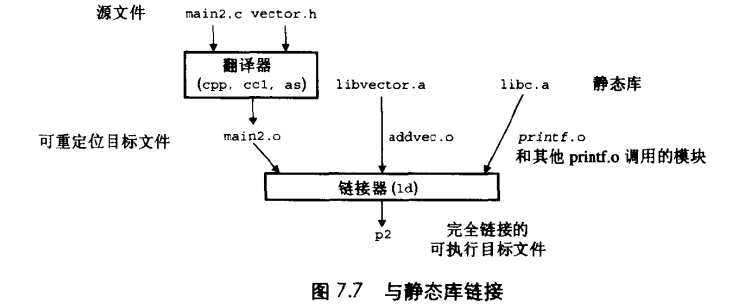 源文件 main2.c vector.h
翻译器
(cpp, cc1, as) libvector.a libc.a 静态库
可重定位目标文件 main2.o addvec.o printf.o
和其他 printf.o 调用的模块
链接器 (ld)
p2 完全链接的
可执行目标文件
图 7.7 与静态库链接